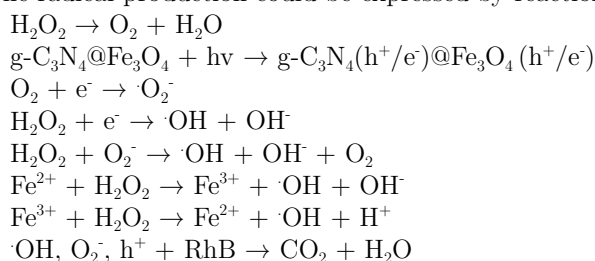 H₂O₂ → O₂ + H₂O
g-C₃N₄@Fe₃O₄ + hv → g-C₃N₄(h⁺/e⁻)@Fe₃O₄ (h⁺/e⁻)
O₂ + e⁻ → ·O₂⁻
H₂O₂ + e⁻ → ·OH + OH⁻
H₂O₂ + O₂⁻ → ·OH + OH⁻ + O₂
Fe²⁺ + H₂O₂ → Fe³⁺ + ·OH + OH⁻
Fe³⁺ + H₂O₂ → Fe²⁺ + ·OH + H⁺
·OH, O₂⁻, h⁺ + RhB → CO₂ + H₂O